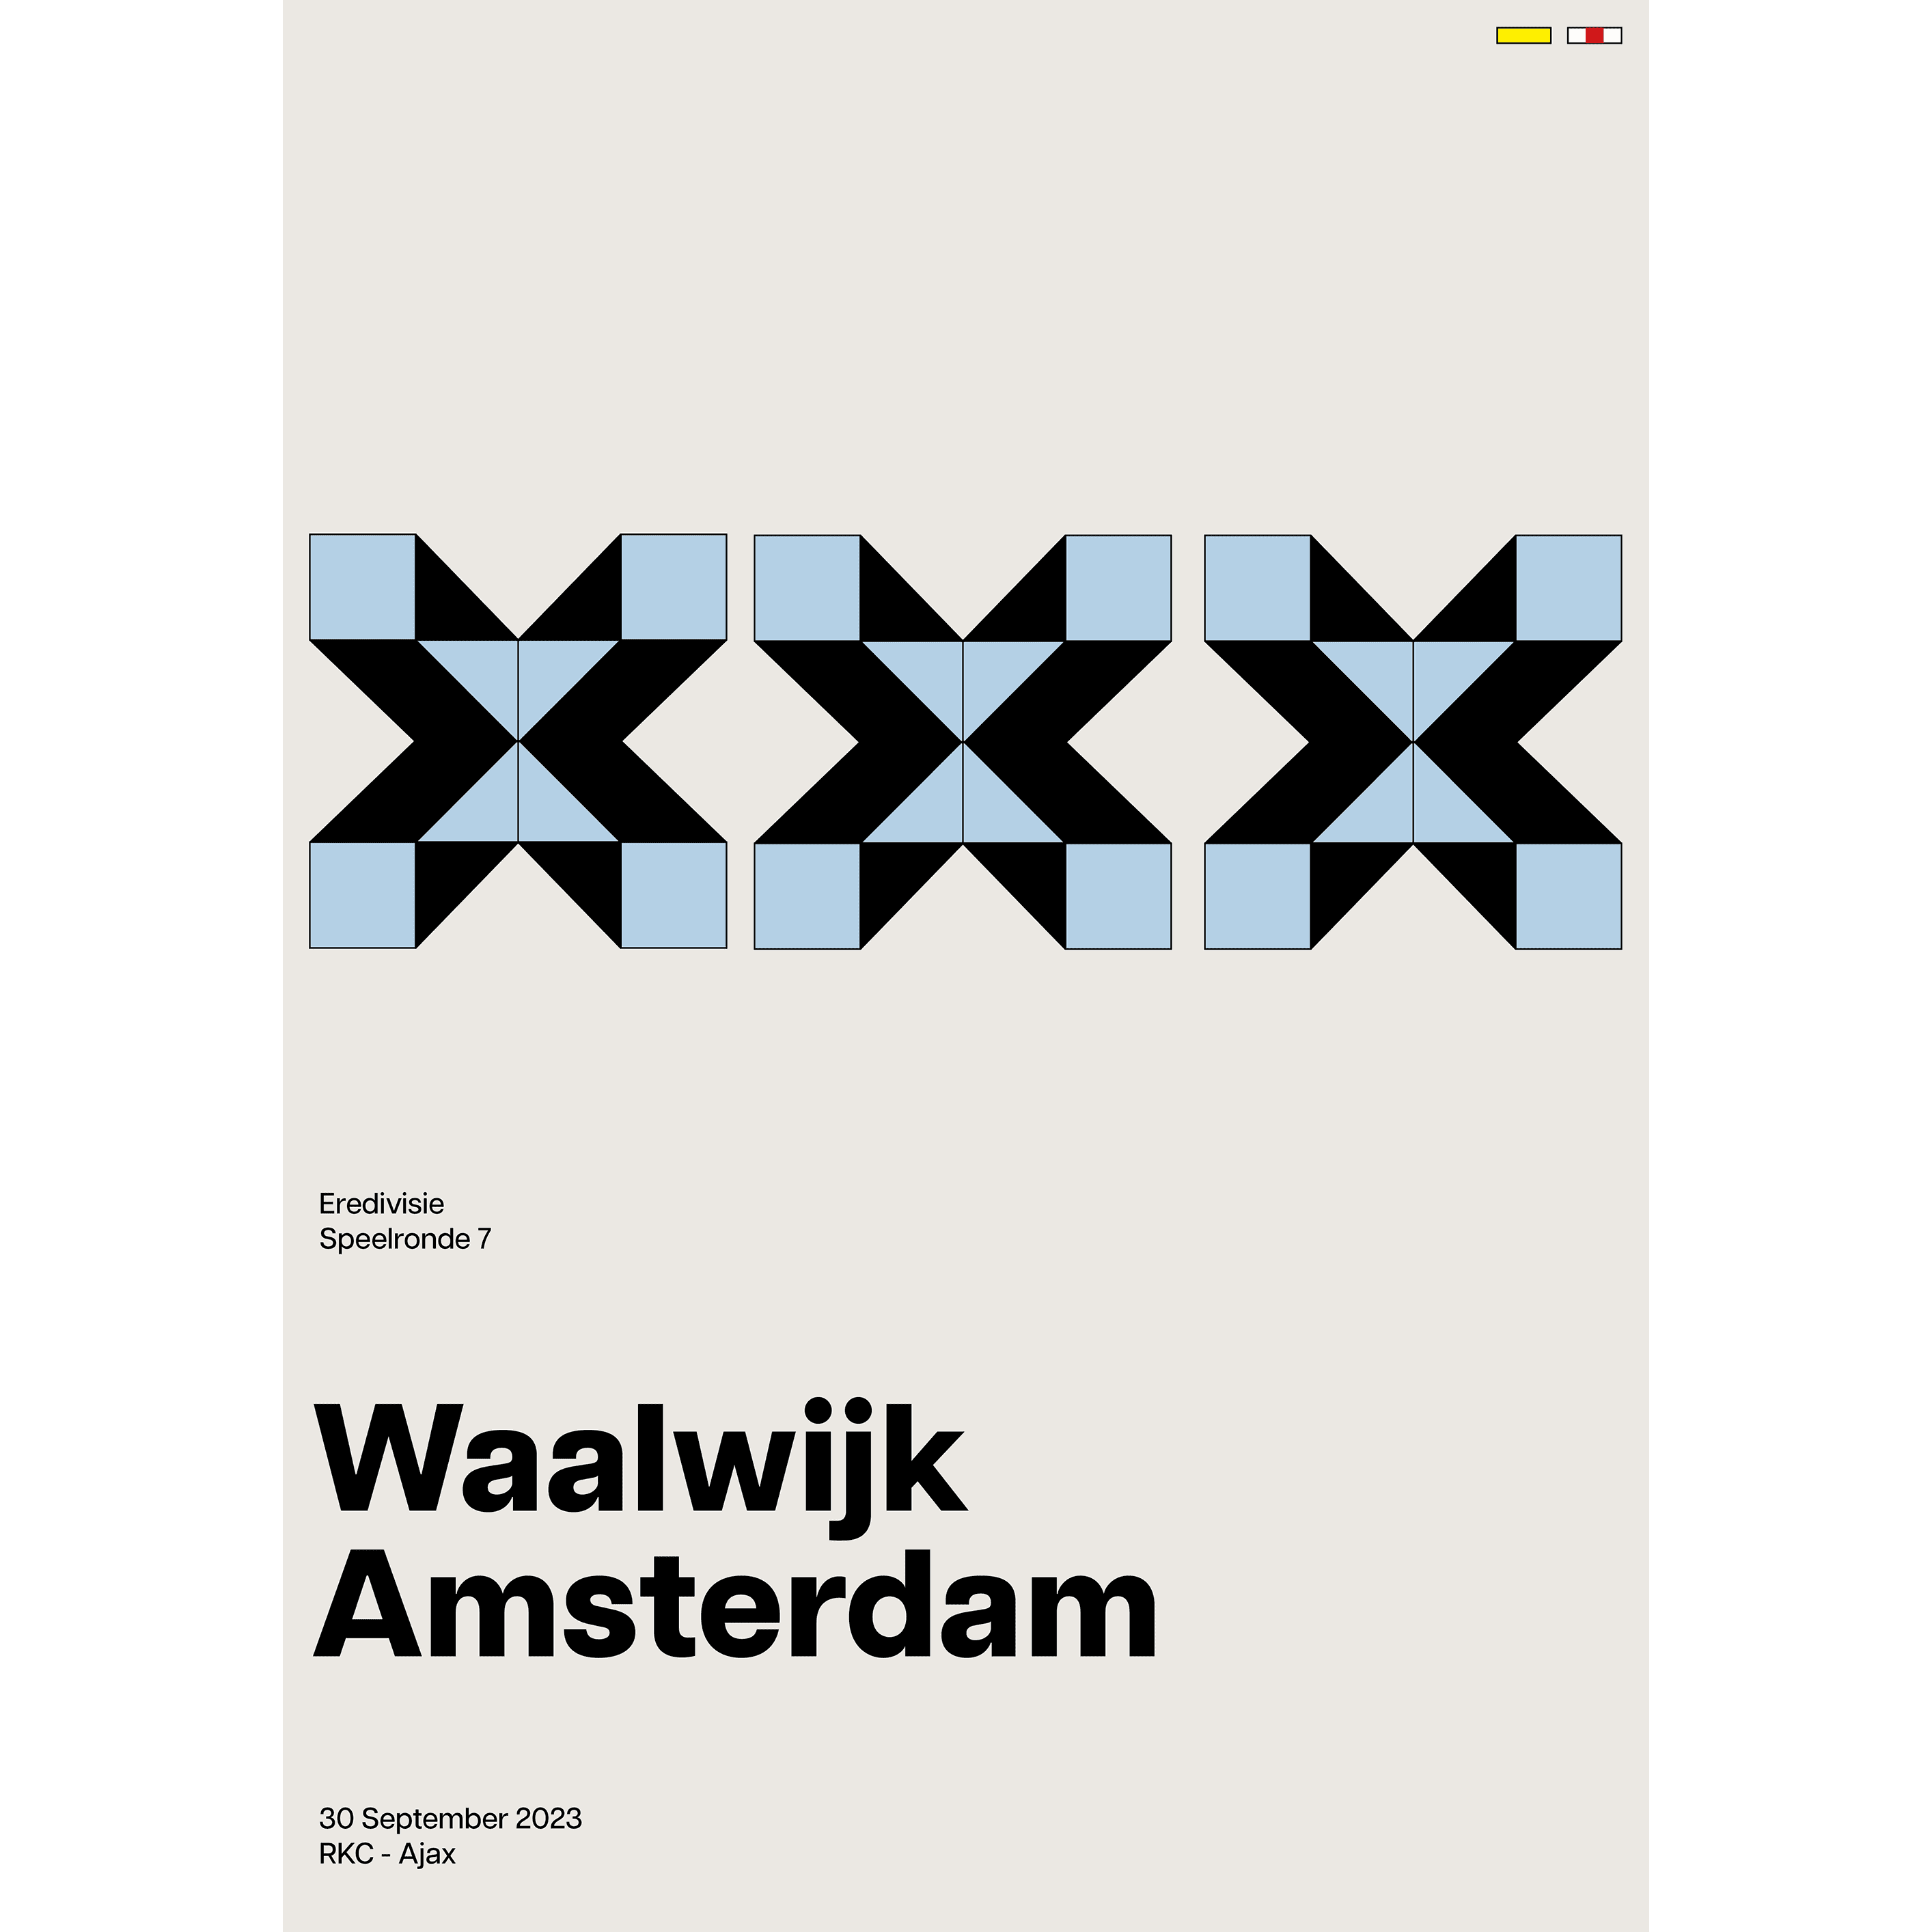 Eredivisie
Speelronde 7
Waalwijk
Amsterdam
30 September 2023
RKC - Ajax